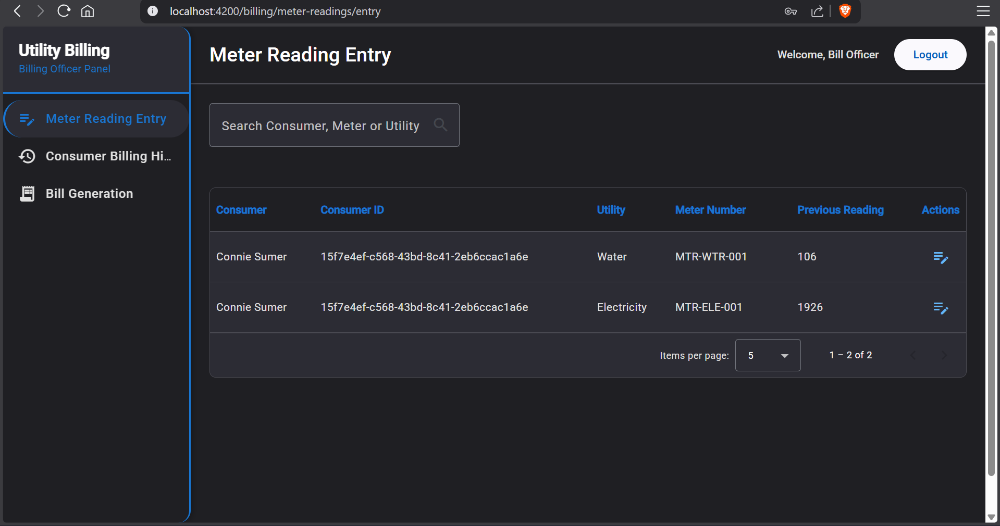 localhost:4200/billing/meter-readings/entry
Utility Billing
Billing Officer Panel
Meter Reading Entry
Consumer Billing Hi...
Bill Generation
Meter Reading Entry
Welcome, Bill Officer
Logout
Search Consumer, Meter or Utility
Consumer Consumer ID Utility Meter Number Previous Reading Actions
Connie Sumer 15f7e4ef-c568-43bd-8c41-2eb6ccac1a6e Water MTR-WTR-001 106
Connie Sumer 15f7e4ef-c568-43bd-8c41-2eb6ccac1a6e Electricity MTR-ELE-001 1926
Items per page: 5 1 – 2 of 2